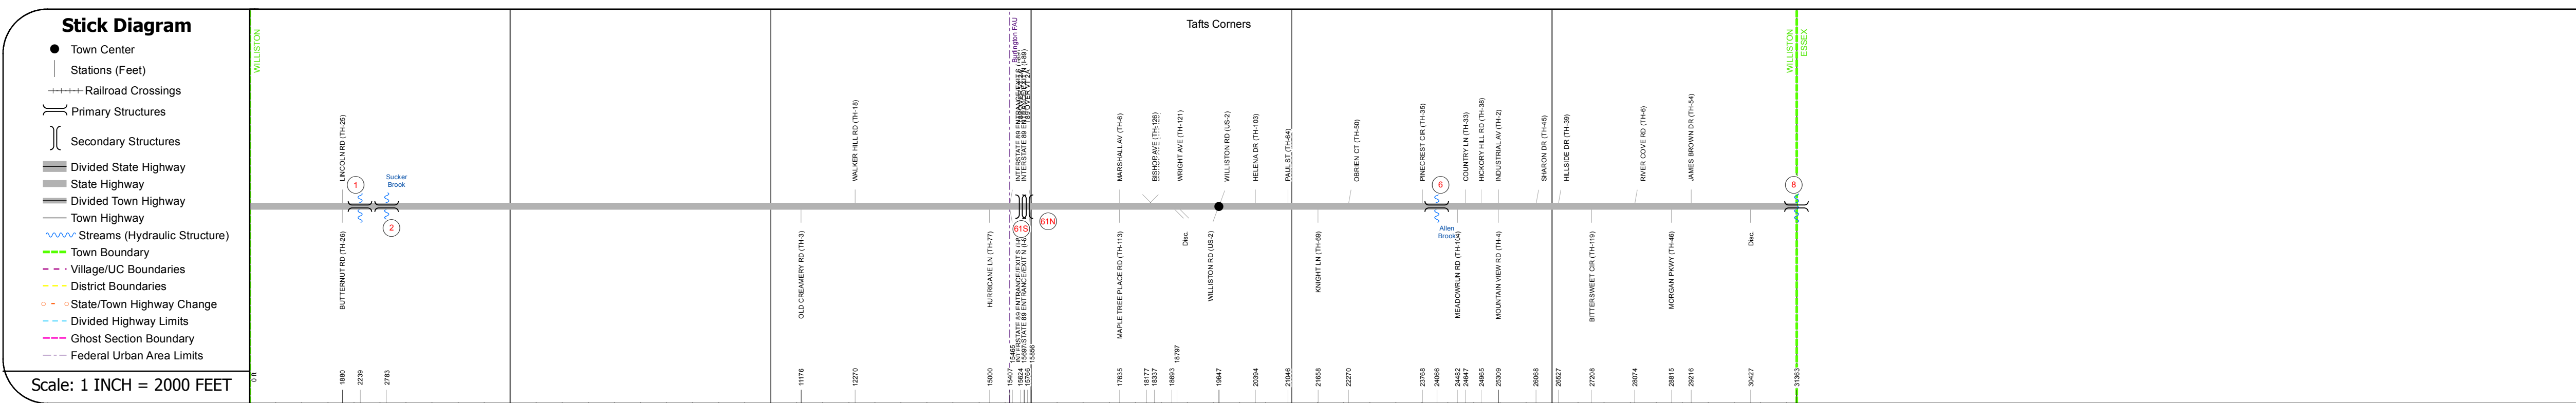 Stick Diagram
Town Center
Stations (Feet)
Railroad Crossings
Primary Structures
Secondary Structures
Divided State Highway
State Highway
Divided Town Highway
Town Highway
Streams (Hydraulic Structure)
Town Boundary
Village/UC Boundaries
District Boundaries
State/Town Highway Change
Divided Highway Limits
Ghost Section Boundary
Federal Urban Area Limits
Scale: 1 INCH = 2000 FEET
WILLISTON
Burlington FAU
Tafts Corners
WILLISTON
ESSEX
LINCOLN RD (TH-25)
WALKER HILL RD (TH-18)
MARSHALL AV (TH-6)
BISHOP AVE (TH-126)
WRIGHT AVE (TH-121)
WILLISTON RD (US-2)
HELENA DR (TH-103)
PAUL ST (TH-64)
OBRIEN CT (TH-50)
PINECREST CIR (TH-35)
COUNTRY LN (TH-33)
HICKORY HILL RD (TH-38)
INDUSTRIAL AV (TH-2)
SHARON DR (TH-45)
HILLSIDE DR (TH-39)
RIVER COVE RD (TH-6)
JAMES BROWN DR (TH-54)
1
Sucker
Brook
2
61S
61N
6
Allen
Brook
8
BUTTERNUT RD (TH-26)
OLD CREAMERY RD (TH-3)
HURRICANE LN (TH-77)
MAPLE TREE PLACE RD (TH-113)
Disc.
WILLISTON RD (US-2)
KNIGHT LN (TH-69)
MEADOWRUN RD (TH-104)
MOUNTAIN VIEW RD (TH-4)
BITTERSWEET CIR (TH-119)
MORGAN PKWY (TH-46)
Disc.
0 ft
1880
2239
2783
11176
12270
15000
15407
15465
15624
15697
15766
15856
17635
18177
18337
18693
18797
19647
20394
21046
21658
22270
23768
24066
24482
24647
24965
25309
26068
26527
27208
28074
28815
29216
30427
31363